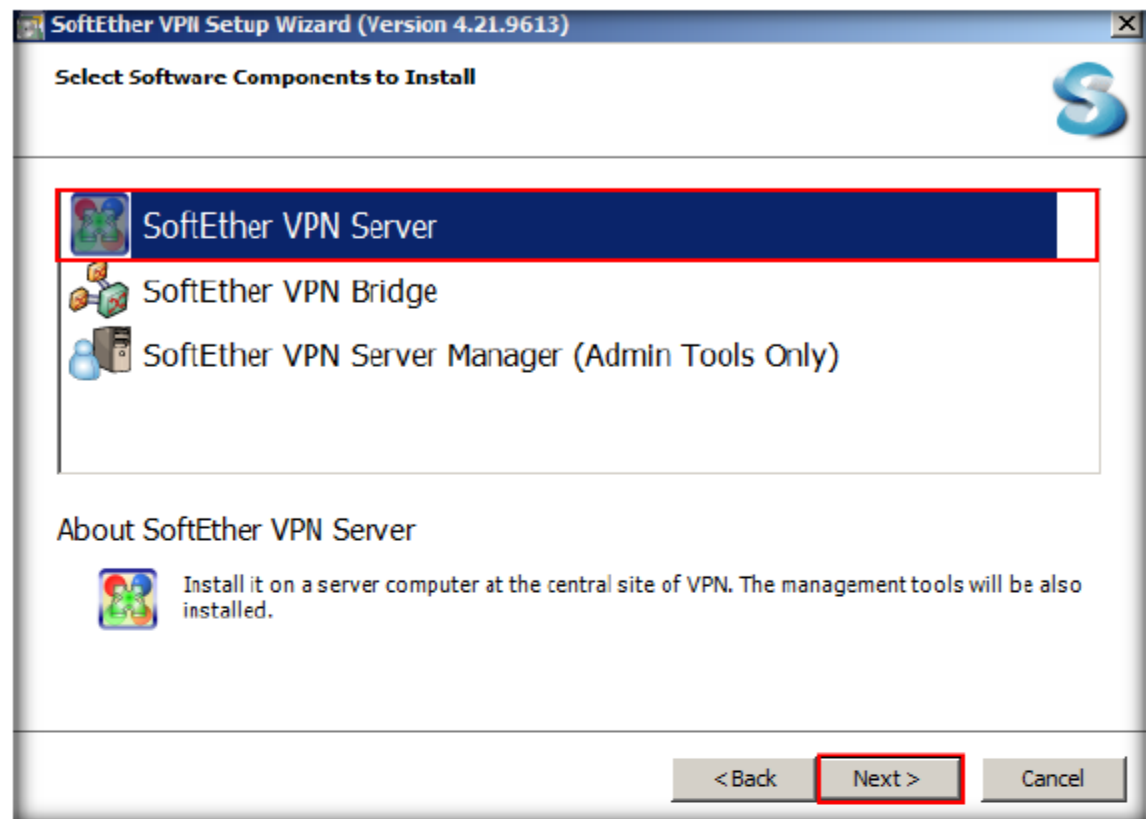 SoftEther VPN Setup Wizard (Version 4.21.9613)
Select Software Components to Install
SoftEther VPN Server
SoftEther VPN Bridge
SoftEther VPN Server Manager (Admin Tools Only)
About SoftEther VPN Server
Install it on a server computer at the central site of VPN. The management tools will be also
installed.
< Back Next > Cancel